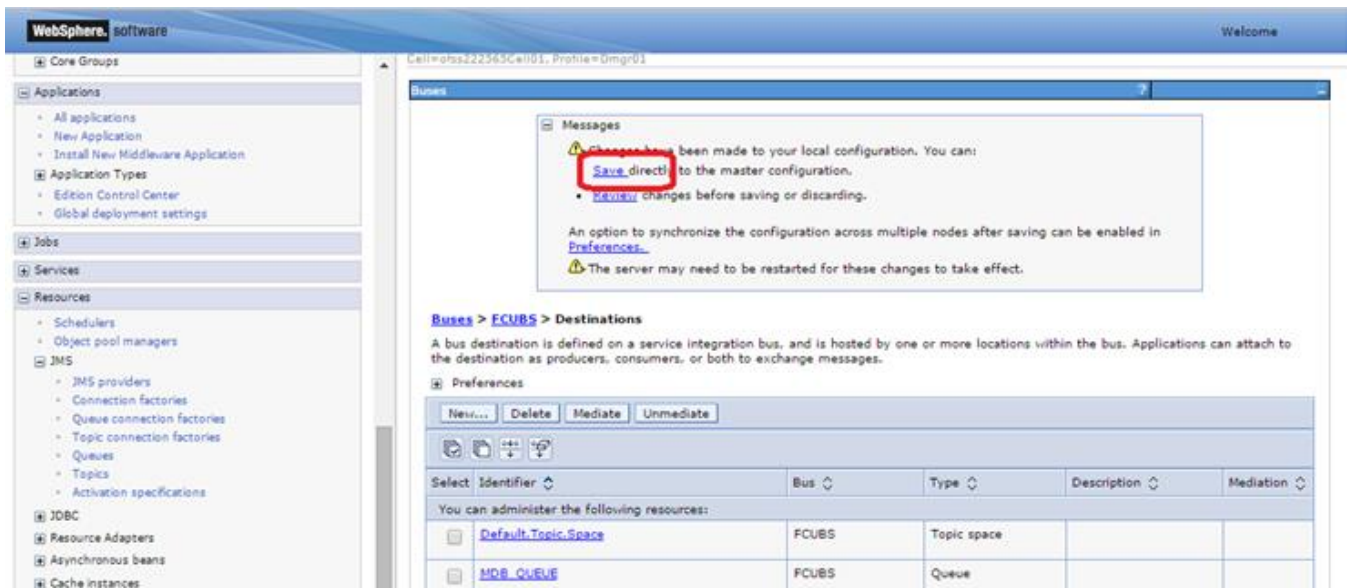 WebSphere. software
Welcome
Core Groups
Applications
All applications
New Application
Install New Middleware Application
Application Types
Edition Control Center
Global deployment settings
Jobs
Services
Resources
Schedulers
Object pool managers
JMS
JMS providers
Connection factories
Queue connection factories
Topic connection factories
Queues
Topics
Activation specifications
JDBC
Resource Adapters
Asynchronous beans
Cache instances
Profile=Dmgr01
Buses
?
Messages
Changes have been made to your local configuration. You can:
Save directly to the master configuration.
Review changes before saving or discarding.
An option to synchronize the configuration across multiple nodes after saving can be enabled in
Preferences.
The server may need to be restarted for these changes to take effect.
Buses > FCUBS > Destinations
A bus destination is defined on a service integration bus, and is hosted by one or more locations within the bus. Applications can attach to
the destination as producers, consumers, or both to exchange messages.
Preferences
New... Delete Mediate Unmediate
Select Identifier Bus Type Description Mediation
You can administer the following resources:
Default.Topic.Space FCUBS Topic space
MDB_QUEUE FCUBS Queue